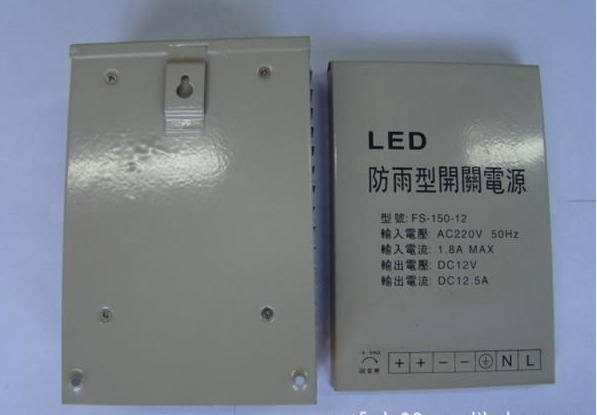 LED
防雨型開關電源
型號: FS-150-12
輸入電壓: AC220V 50Hz
輸入電流: 1.8A MAX
輸出電壓: DC12V
輸出電流: DC12.5A
+ + − − N L